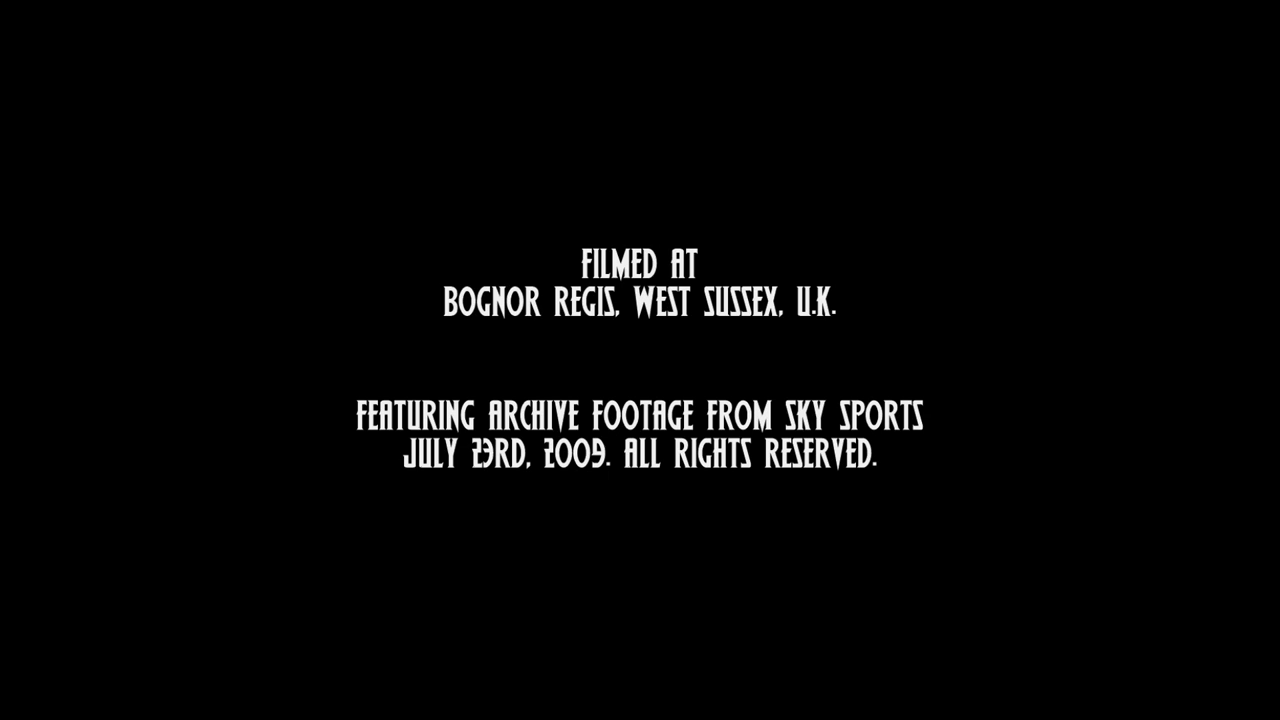 FILMED AT
BOGNOR REGIS, WEST SUSSEX, U.K.
FEATURING ARCHIVE FOOTAGE FROM SKY SPORTS
JULY 23RD, 2009. ALL RIGHTS RESERVED.